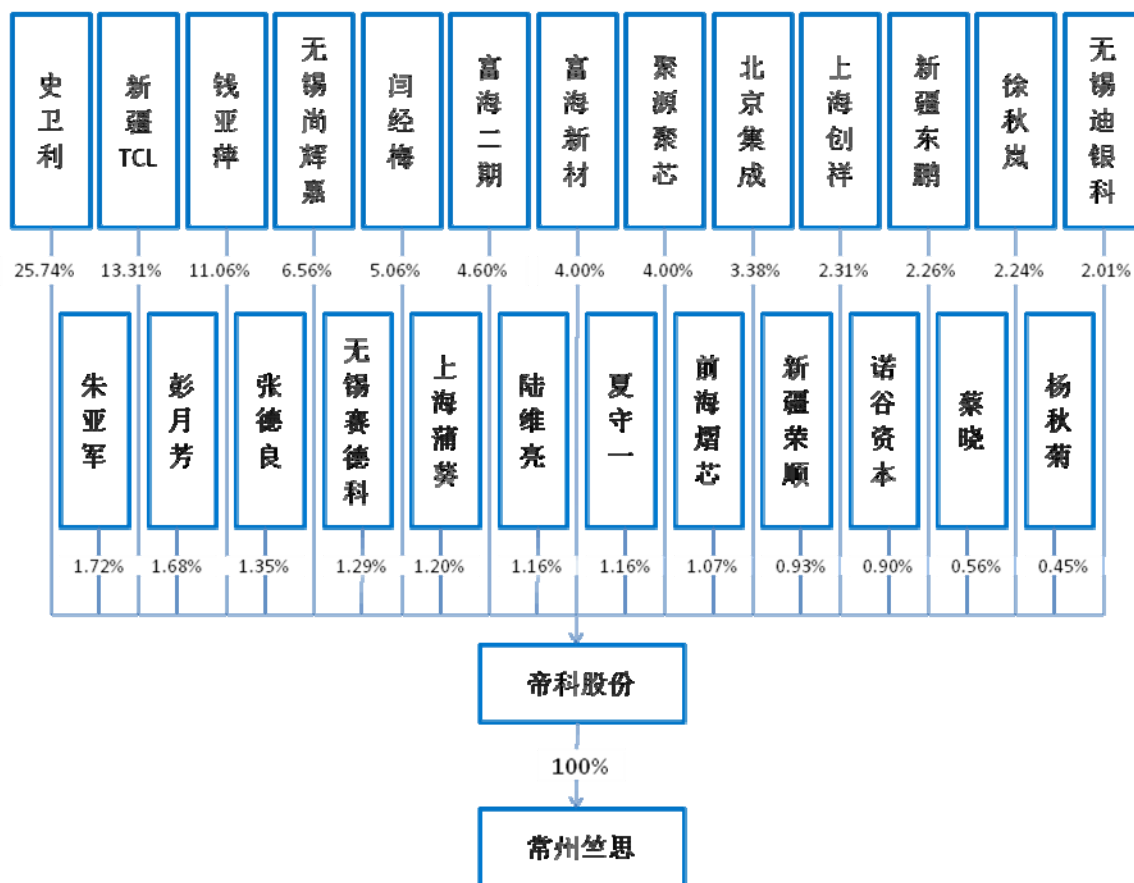 史卫利
新疆TCL
钱亚萍
无锡尚辉嘉
闫经梅
富海二期
富海新材
聚源聚芯
北京集成
上海创祥
新疆东鹏
徐秋岚
无锡迪银科
25.74%
13.31%
11.06%
6.56%
5.06%
4.60%
4.00%
4.00%
3.38%
2.31%
2.26%
2.24%
2.01%
朱亚军
彭月芳
张德良
无锡赛德科
上海蒲葵
陆维亮
夏守一
前海熠芯
新疆荣顺
诺谷资本
蔡晓
杨秋菊
1.72%
1.68%
1.35%
1.29%
1.20%
1.16%
1.16%
1.07%
0.93%
0.90%
0.56%
0.45%
帝科股份
100%
常州竺思